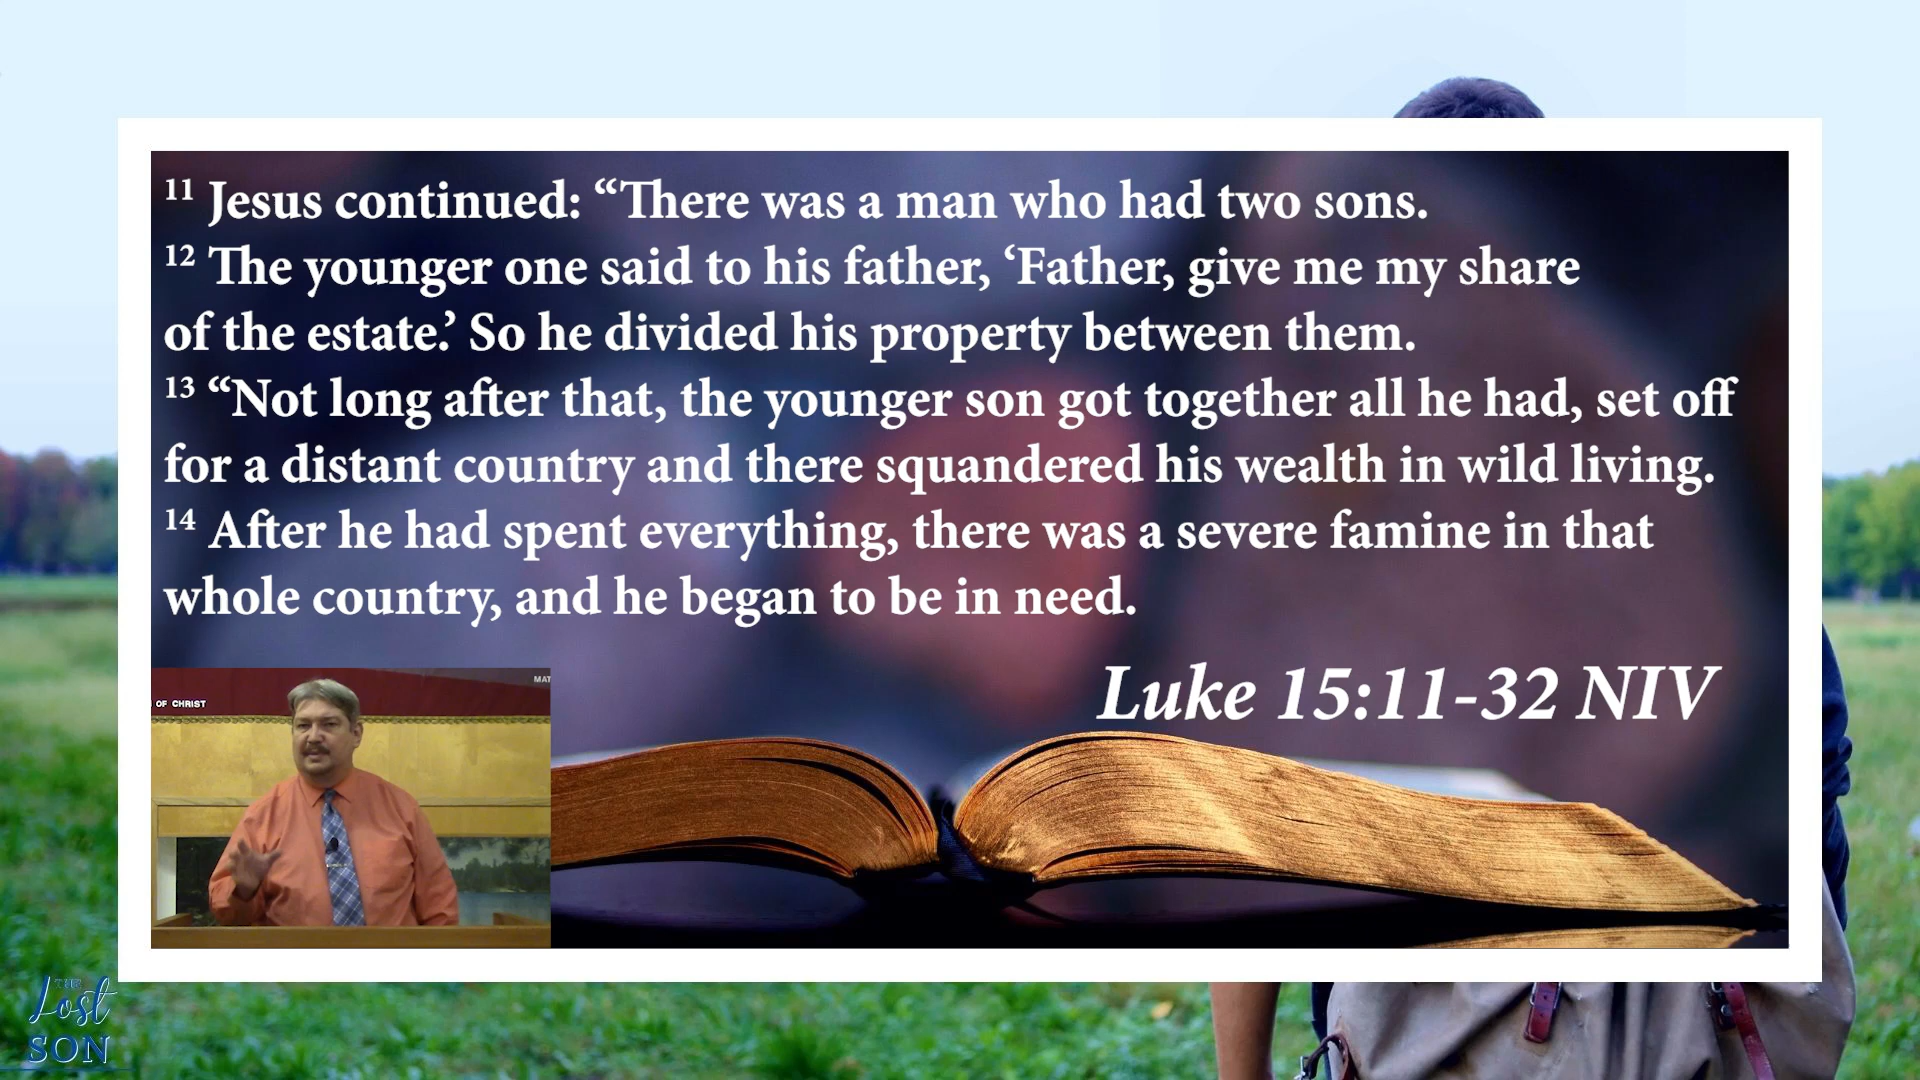 ¹¹ Jesus continued: “There was a man who had two sons.
¹² The younger one said to his father, ‘Father, give me my share
of the estate.’ So he divided his property between them.
¹³ “Not long after that, the younger son got together all he had, set off
for a distant country and there squandered his wealth in wild living.
¹⁴ After he had spent everything, there was a severe famine in that
whole country, and he began to be in need.
Luke 15:11-32 NIV
MAT
OF CHRIST
THE
Lost
SON